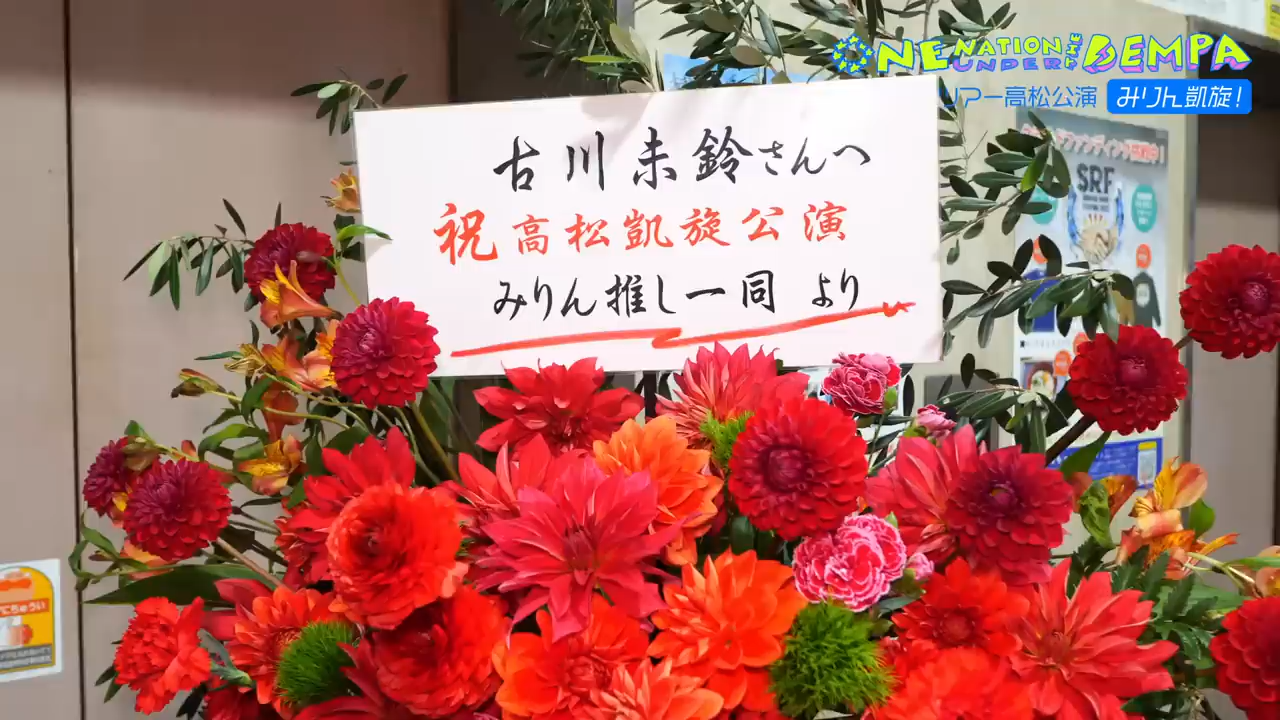 ONE NATION UNDER THE DEMPA
ツアー高松公演 みりん凱旋!
古川未鈴さんへ
祝高松凱旋公演
みりん推し一同 より
SRF